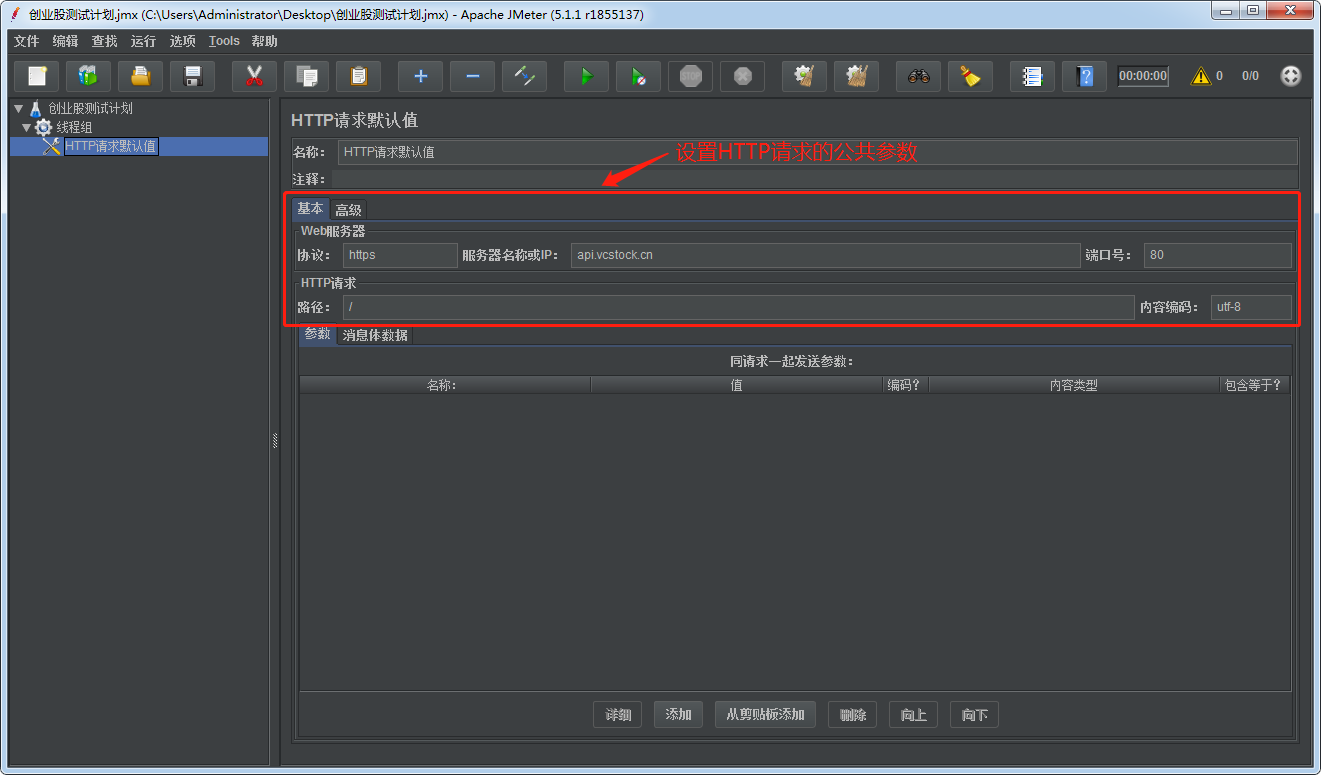 创业股测试计划.jmx (C:\Users\Administrator\Desktop\创业股测试计划.jmx) - Apache JMeter (5.1.1 r1855137)
文件 编辑 查找 运行 选项 Tools 帮助
STOP 00:00:00 0 0/0
创业股测试计划
线程组
HTTP请求默认值
HTTP请求默认值
名称： HTTP请求默认值
设置HTTP请求的公共参数
注释：
基本 高级
Web服务器
协议： https 服务器名称或IP： api.vcstock.cn 端口号： 80
HTTP请求
路径： / 内容编码： utf-8
参数 消息体数据
同请求一起发送参数：
名称： 值 编码？ 内容类型 包含等于？
详细 添加 从剪贴板添加 删除 向上 向下